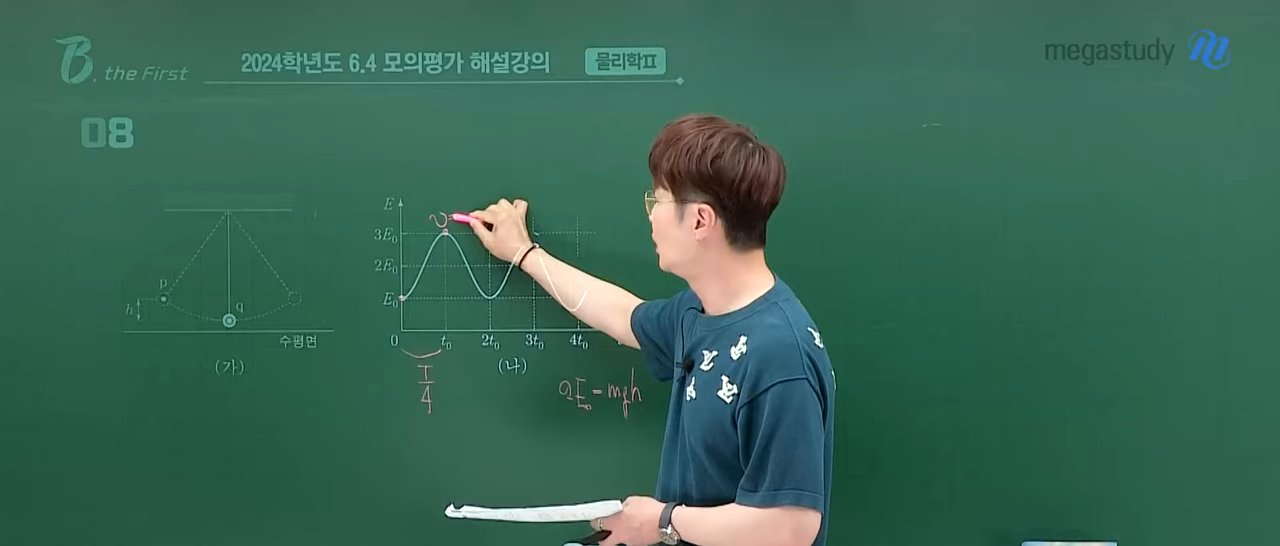 B. the First
2024학년도 6.4 모의평가 해설강의 물리학Ⅱ
megastudy
08
E
3E₀
2E₀
E₀
0 t₀ 2t₀ 3t₀ 4t₀
p
h
q
수평면
(가)
(나)
T/4
2E₀=mgh